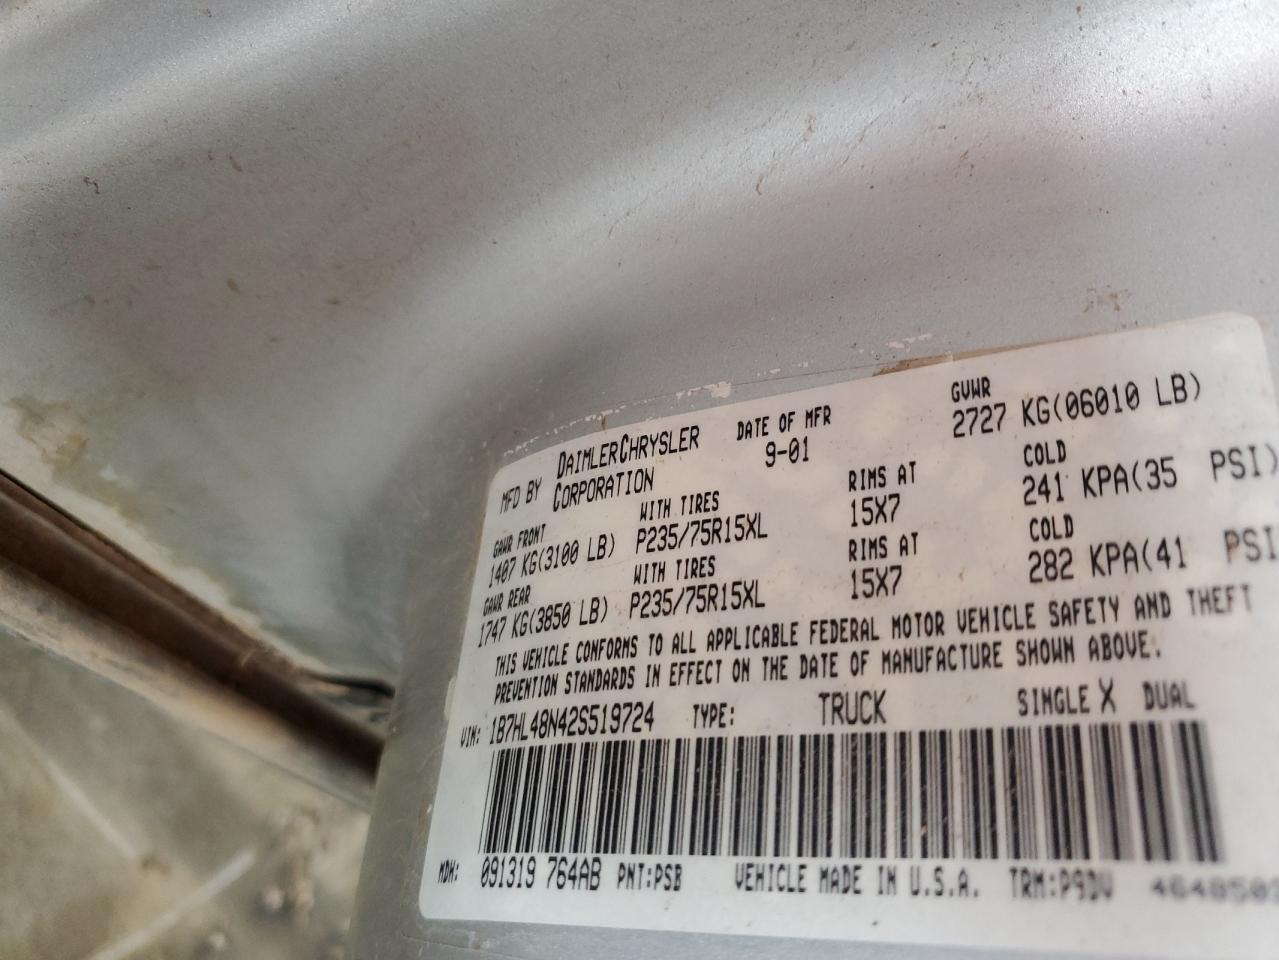 MFD BY DAIMLERCHRYSLER CORPORATION DATE OF MFR 9-01 GVWR 2727 KG(06010 LB)
GAWR FRONT WITH TIRES RIMS AT COLD
1407 KG(3100 LB) P235/75R15XL 15X7 241 KPA(35 PSI)
GAWR REAR WITH TIRES RIMS AT COLD
1747 KG(3850 LB) P235/75R15XL 15X7 282 KPA(41 PSI
THIS VEHICLE CONFORMS TO ALL APPLICABLE FEDERAL MOTOR VEHICLE SAFETY AND THEFT
PREVENTION STANDARDS IN EFFECT ON THE DATE OF MANUFACTURE SHOWN ABOVE.
VIN: 1B7HL48N42S519724 TYPE: TRUCK SINGLE X DUAL
MDH: 091319 764AB PNT:PSB VEHICLE MADE IN U.S.A. TRM:P9DV